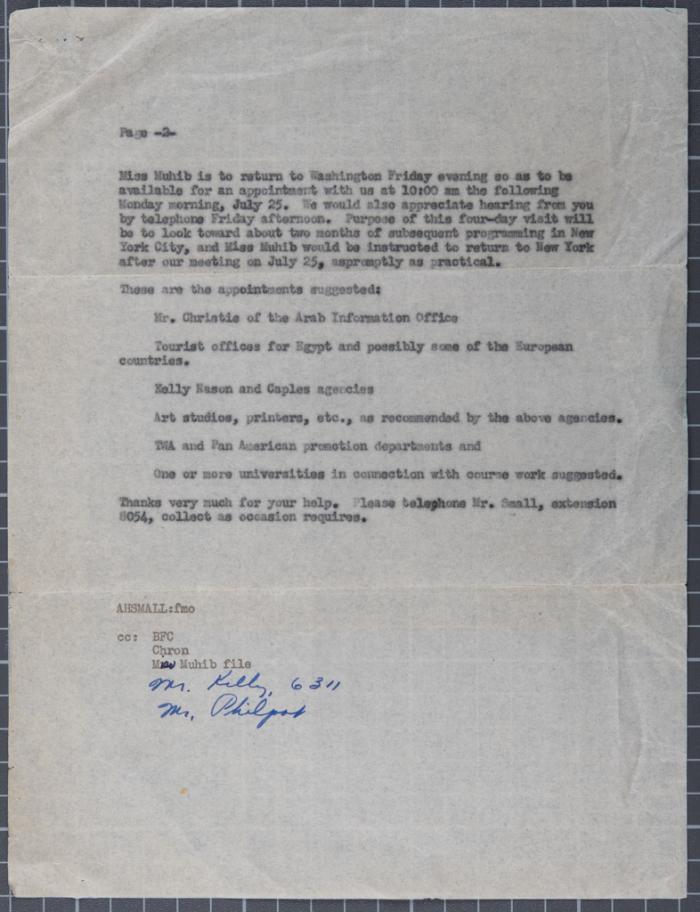 Page -2-
Miss Muhib is to return to Washington Friday evening so as to be
available for an appointment with us at 10:00 am the following
Monday morning, July 25. We would also appreciate hearing from you
by telephone Friday afternoon. Purpose of this four-day visit will
be to look toward about two months of subsequent programming in New
York City, and Miss Muhib would be instructed to return to New York
after our meeting on July 25, aspromptly as practical.
These are the appointments suggested:
Mr. Christie of the Arab Information Office
Tourist offices for Egypt and possibly some of the European
countries.
Kelly Nason and Caples agencies
Art studios, printers, etc., as recommended by the above agencies.
TWA and Pan American promotion departments and
One or more universities in connection with course work suggested.
Thanks very much for your help. Please telephone Mr. Small, extension
8054, collect as occasion requires.
AHSMALL:fmo
cc: BFC
Chron
Miss Muhib file
Mr. Kelly, 6311
Mr. Philpot